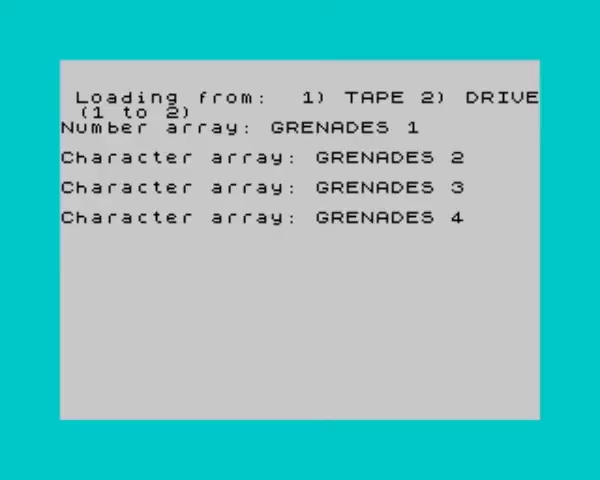 Loading from: 1) TAPE 2) DRIVE
(1 to 2)
Number array: GRENADES 1
Character array: GRENADES 2
Character array: GRENADES 3
Character array: GRENADES 4